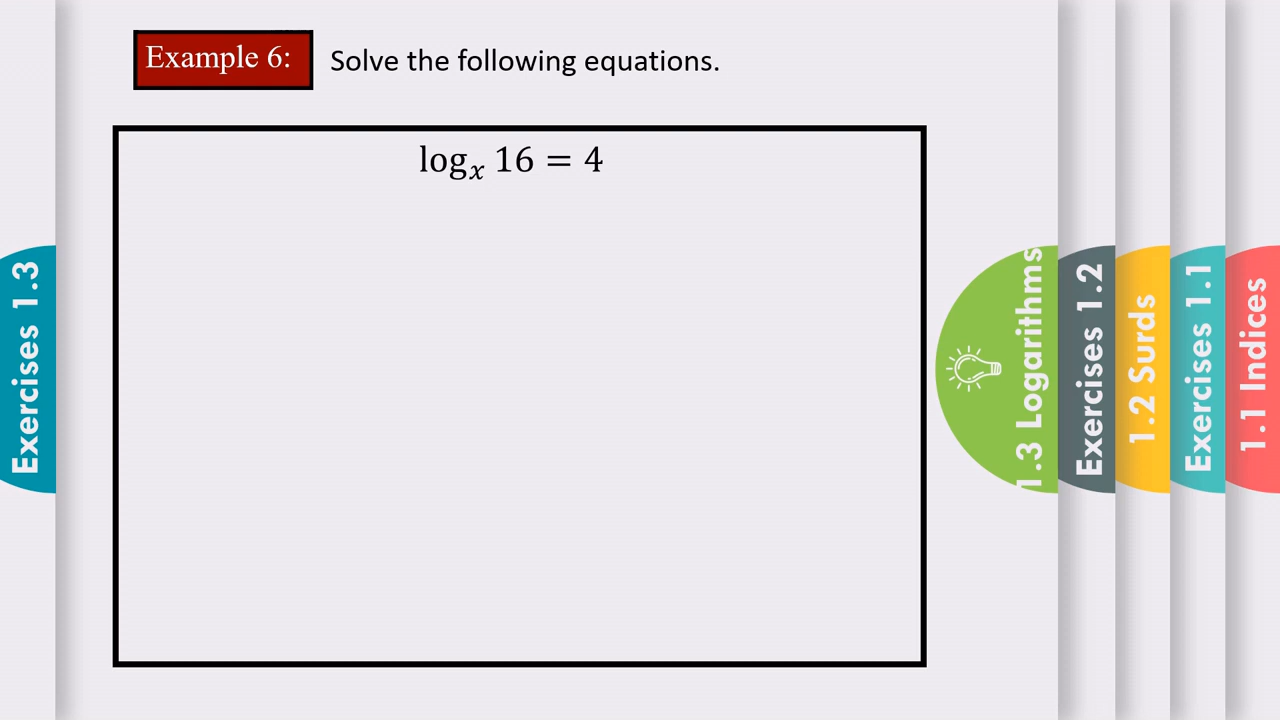 Example 6:
Solve the following equations.
logₓ 16 = 4
Exercises 1.3
1.3 Logarithms
Exercises 1.2
1.2 Surds
Exercises 1.1
1.1 Indices